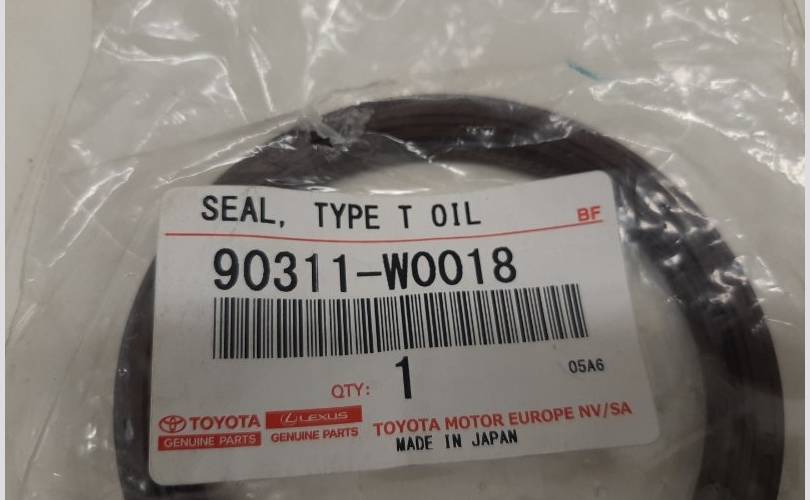 SEAL, TYPE T OIL
BF
90311-W0018
QTY: 1
05A6
TOYOTA
GENUINE PARTS
LEXUS
GENUINE PARTS
TOYOTA MOTOR EUROPE NV/SA
MADE IN JAPAN